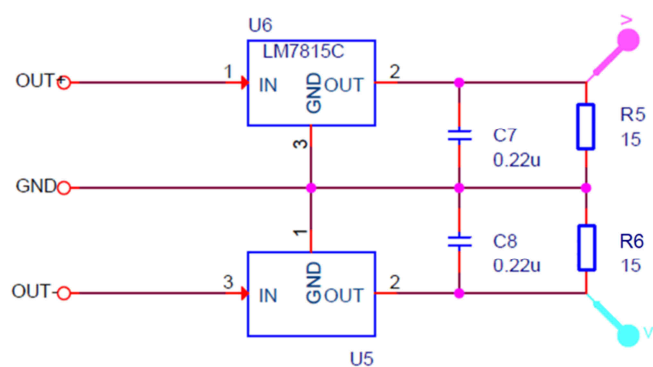 U6
LM7815C
V
OUT+
1
IN
GND
OUT
2
3
C7
0.22u
R5
15
GND
1
C8
0.22u
R6
15
OUT-
3
IN
GND
OUT
2
V
U5